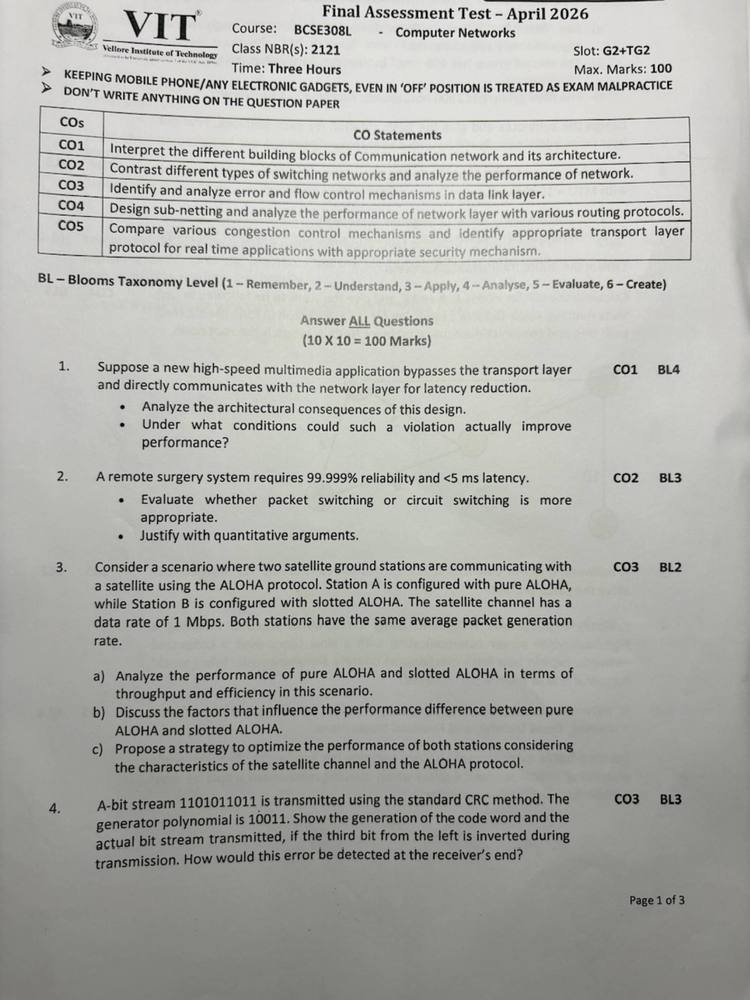 VIT
VIT®
Vellore Institute of Technology
Final Assessment Test – April 2026
Course: BCSE308L - Computer Networks
Class NBR(s): 2121 Slot: G2+TG2
Time: Three Hours Max. Marks: 100
➤ KEEPING MOBILE PHONE/ANY ELECTRONIC GADGETS, EVEN IN 'OFF' POSITION IS TREATED AS EXAM MALPRACTICE
➤ DON'T WRITE ANYTHING ON THE QUESTION PAPER
COs CO Statements
CO1 Interpret the different building blocks of Communication network and its architecture.
CO2 Contrast different types of switching networks and analyze the performance of network.
CO3 Identify and analyze error and flow control mechanisms in data link layer.
CO4 Design sub-netting and analyze the performance of network layer with various routing protocols.
CO5 Compare various congestion control mechanisms and identify appropriate transport layer
protocol for real time applications with appropriate security mechanism.
BL – Blooms Taxonomy Level (1 – Remember, 2 – Understand, 3 – Apply, 4 – Analyse, 5 – Evaluate, 6 – Create)
Answer ALL Questions
(10 X 10 = 100 Marks)
1. Suppose a new high-speed multimedia application bypasses the transport layer CO1 BL4
and directly communicates with the network layer for latency reduction.
• Analyze the architectural consequences of this design.
• Under what conditions could such a violation actually improve
performance?
2. A remote surgery system requires 99.999% reliability and <5 ms latency. CO2 BL3
• Evaluate whether packet switching or circuit switching is more
appropriate.
• Justify with quantitative arguments.
3. Consider a scenario where two satellite ground stations are communicating with CO3 BL2
a satellite using the ALOHA protocol. Station A is configured with pure ALOHA,
while Station B is configured with slotted ALOHA. The satellite channel has a
data rate of 1 Mbps. Both stations have the same average packet generation
rate.
a) Analyze the performance of pure ALOHA and slotted ALOHA in terms of
throughput and efficiency in this scenario.
b) Discuss the factors that influence the performance difference between pure
ALOHA and slotted ALOHA.
c) Propose a strategy to optimize the performance of both stations considering
the characteristics of the satellite channel and the ALOHA protocol.
4. A-bit stream 1101011011 is transmitted using the standard CRC method. The CO3 BL3
generator polynomial is 10011. Show the generation of the code word and the
actual bit stream transmitted, if the third bit from the left is inverted during
transmission. How would this error be detected at the receiver's end?
Page 1 of 3